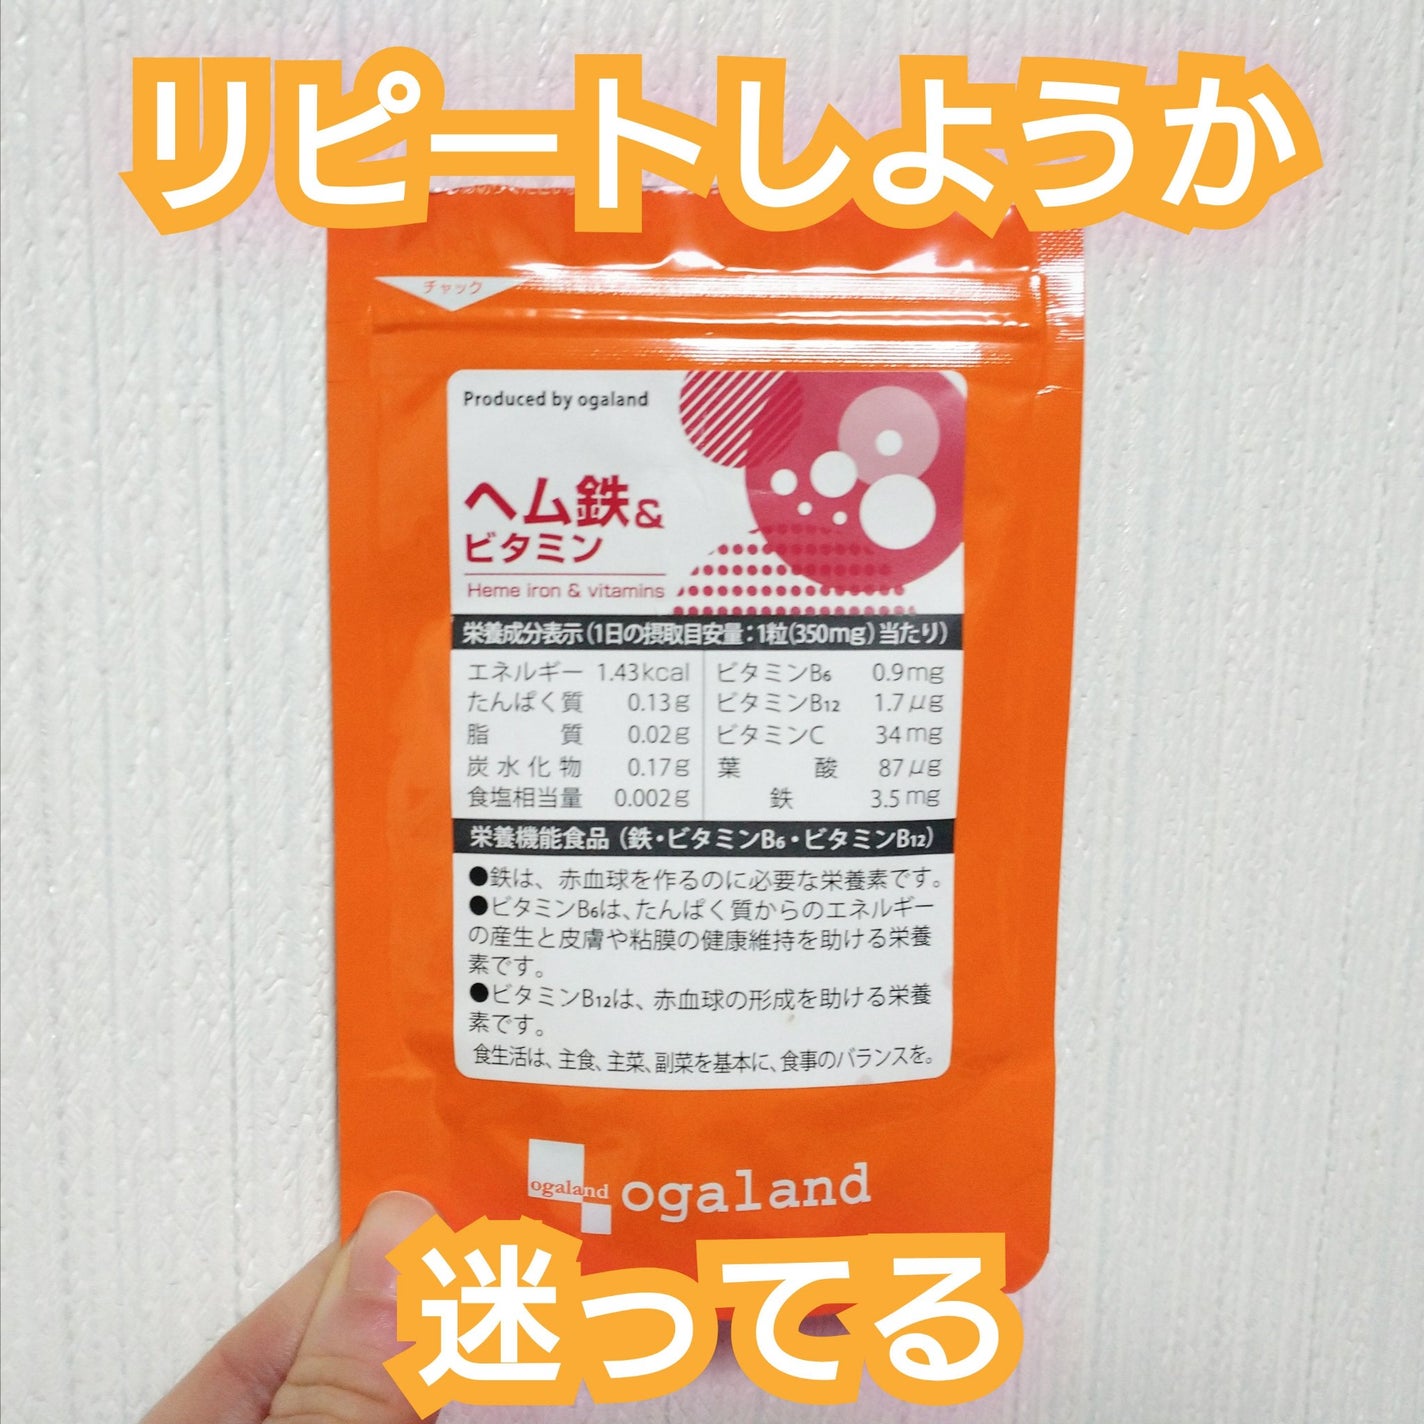 リピートしようか
チャック
Produced by ogaland
ヘム鉄&
ビタミン
Heme iron & vitamins
栄養成分表示(1日の摂取目安量:1粒(350mg)当たり)
エネルギー 1.43kcal
たんぱく質 0.13g
脂質 0.02g
炭水化物 0.17g
食塩相当量 0.002g
ビタミンB6 0.9mg
ビタミンB12 1.7μg
ビタミンC 34mg
葉酸 87μg
鉄 3.5mg
栄養機能食品(鉄・ビタミンB6・ビタミンB12)
●鉄は、赤血球を作るのに必要な栄養素です。
●ビタミンB6は、たんぱく質からのエネルギー
の産生と皮膚や粘膜の健康維持を助ける栄養
素です。
●ビタミンB12は、赤血球の形成を助ける栄養
素です。
食生活は、主食、主菜、副菜を基本に、食事のバランスを。
ogaland
ogaland
迷ってる